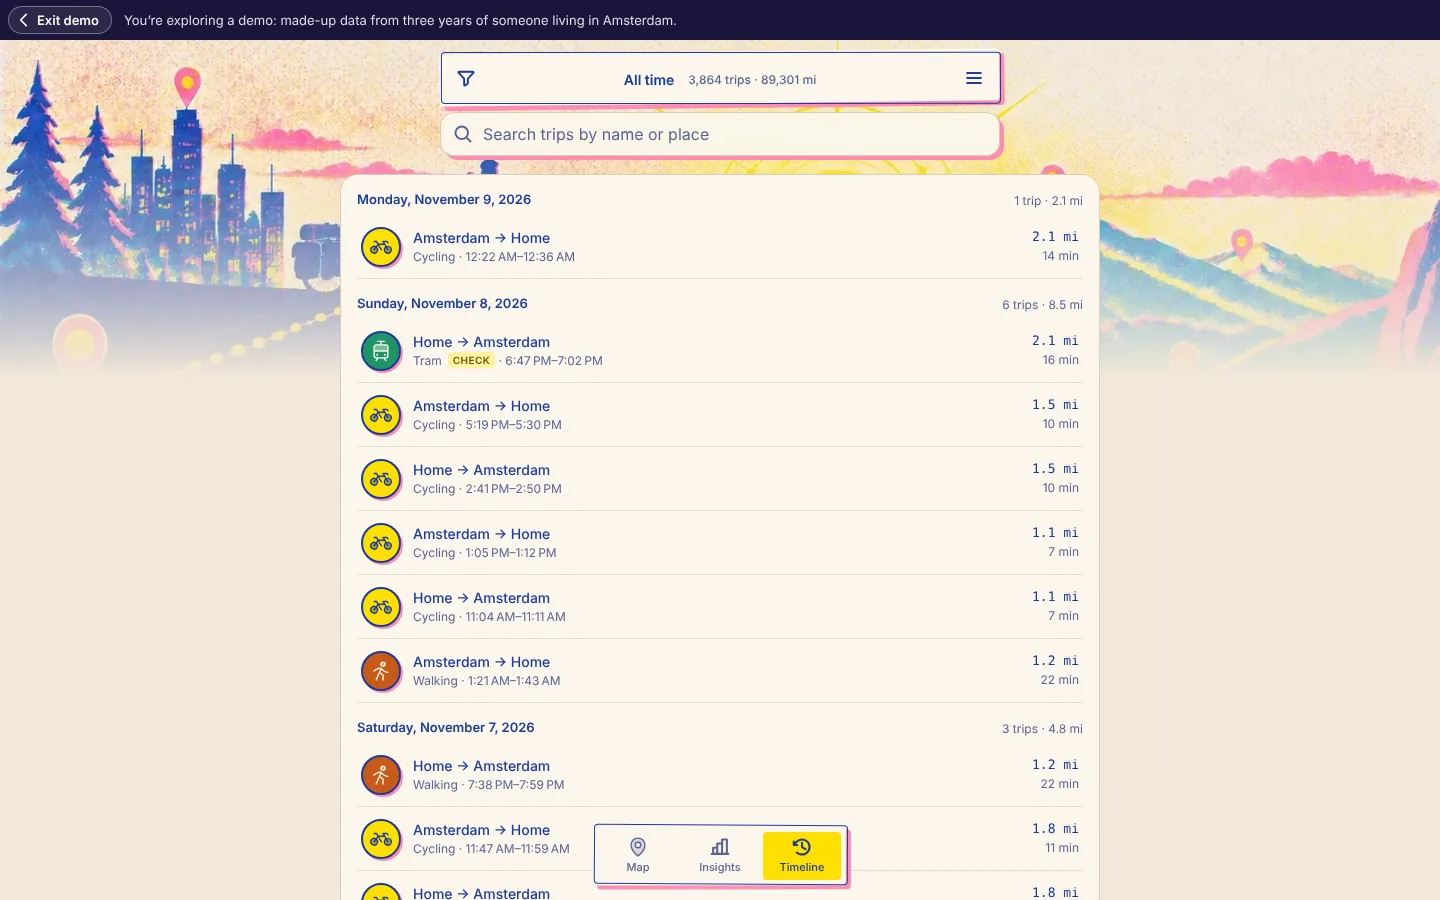 Exit demo
You're exploring a demo: made-up data from three years of someone living in Amsterdam.
All time 3,864 trips · 89,301 mi
Search trips by name or place
Monday, November 9, 2026 1 trip · 2.1 mi
Amsterdam → Home 2.1 mi
Cycling · 12:22 AM–12:36 AM 14 min
Sunday, November 8, 2026 6 trips · 8.5 mi
Home → Amsterdam 2.1 mi
Tram CHECK · 6:47 PM–7:02 PM 16 min
Amsterdam → Home 1.5 mi
Cycling · 5:19 PM–5:30 PM 10 min
Home → Amsterdam 1.5 mi
Cycling · 2:41 PM–2:50 PM 10 min
Amsterdam → Home 1.1 mi
Cycling · 1:05 PM–1:12 PM 7 min
Home → Amsterdam 1.1 mi
Cycling · 11:04 AM–11:11 AM 7 min
Amsterdam → Home 1.2 mi
Walking · 1:21 AM–1:43 AM 22 min
Saturday, November 7, 2026 3 trips · 4.8 mi
Home → Amsterdam 1.2 mi
Walking · 7:38 PM–7:59 PM 22 min
Amsterdam → Home 1.8 mi
Cycling · 11:47 AM–11:59 AM 11 min
Home → Amsterdam 1.8 mi
Map Insights Timeline